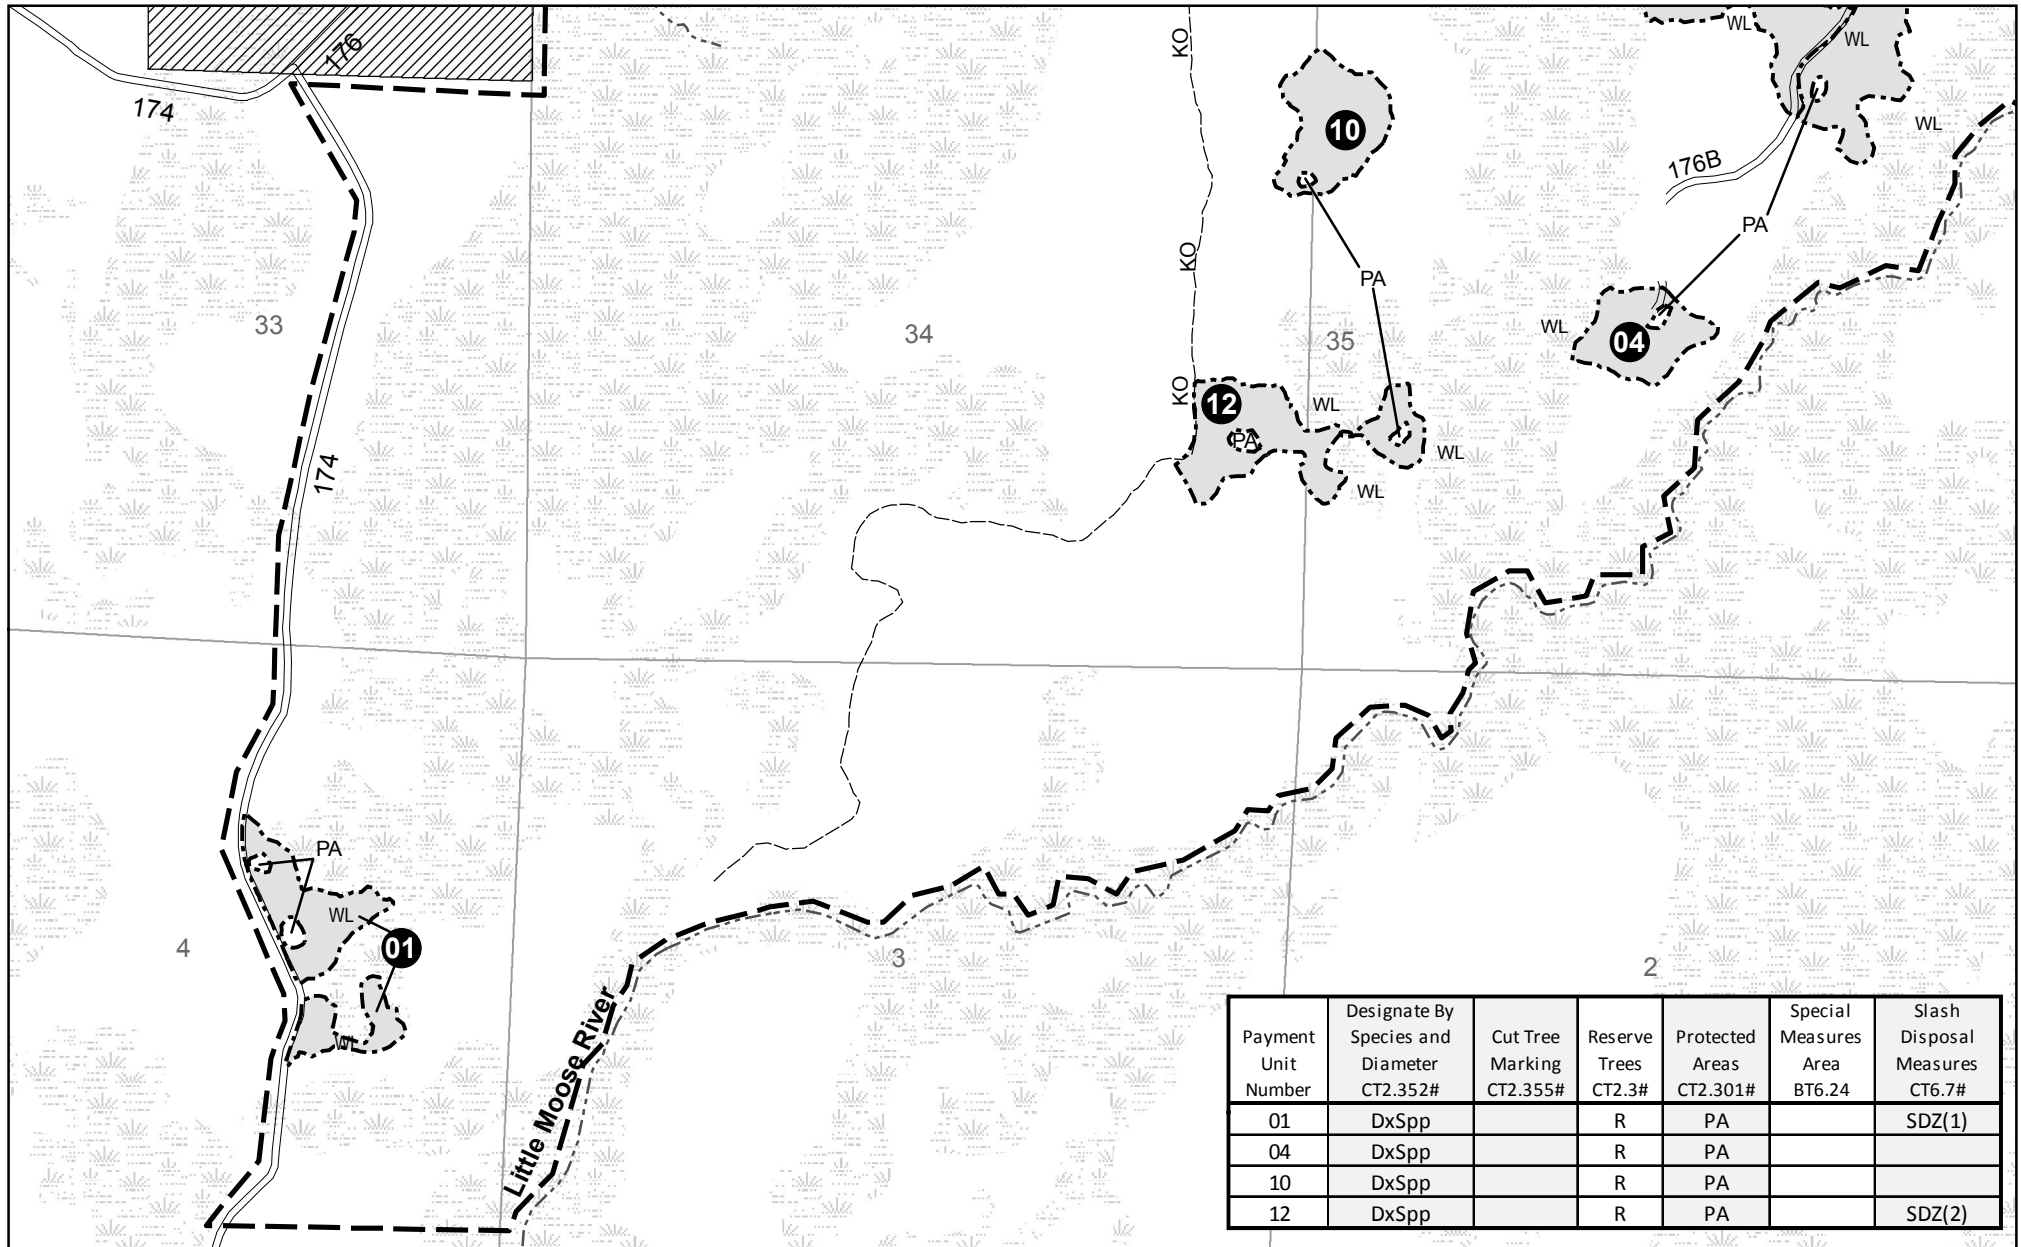 176
174
KO
WL
WL
10
WL
176B
PA
KO
PA
33
34
35
WL
04
KO
12
WL
PA
WL
174
WL
PA
WL
01
4
3
2
WL
Little Moose River
Payment Unit Number
Designate By Species and Diameter CT2.352#
Cut Tree Marking CT2.355#
Reserve Trees CT2.3#
Protected Areas CT2.301#
Special Measures Area BT6.24
Slash Disposal Measures CT6.7#
01 DxSpp R PA SDZ(1)
04 DxSpp R PA
10 DxSpp R PA
12 DxSpp R PA SDZ(2)